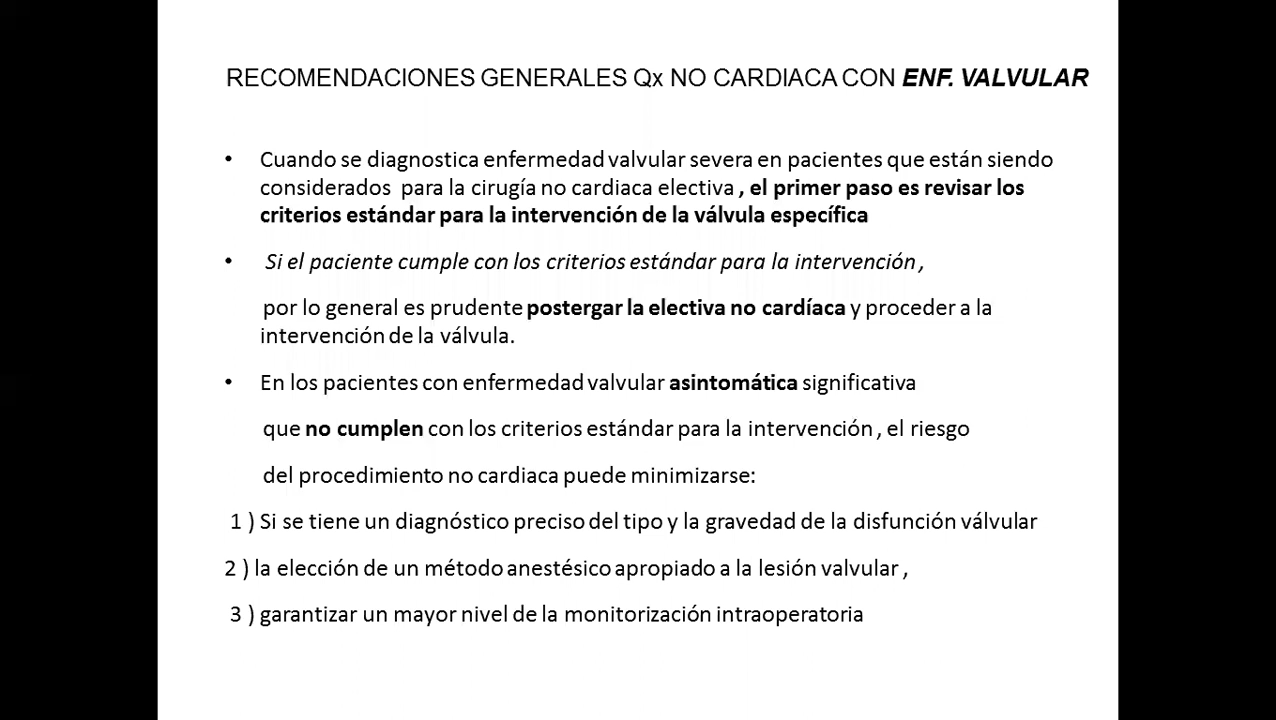 RECOMENDACIONES GENERALES Qx NO CARDIACA CON ENF. VALVULAR
• Cuando se diagnostica enfermedad valvular severa en pacientes que están siendo
considerados para la cirugía no cardiaca electiva , el primer paso es revisar los
criterios estándar para la intervención de la válvula específica
• Si el paciente cumple con los criterios estándar para la intervención ,
por lo general es prudente postergar la electiva no cardíaca y proceder a la
intervención de la válvula.
• En los pacientes con enfermedad valvular asintomática significativa
que no cumplen con los criterios estándar para la intervención , el riesgo
del procedimiento no cardiaca puede minimizarse:
1 ) Si se tiene un diagnóstico preciso del tipo y la gravedad de la disfunción válvular
2 ) la elección de un método anestésico apropiado a la lesión valvular ,
3 ) garantizar un mayor nivel de la monitorización intraoperatoria